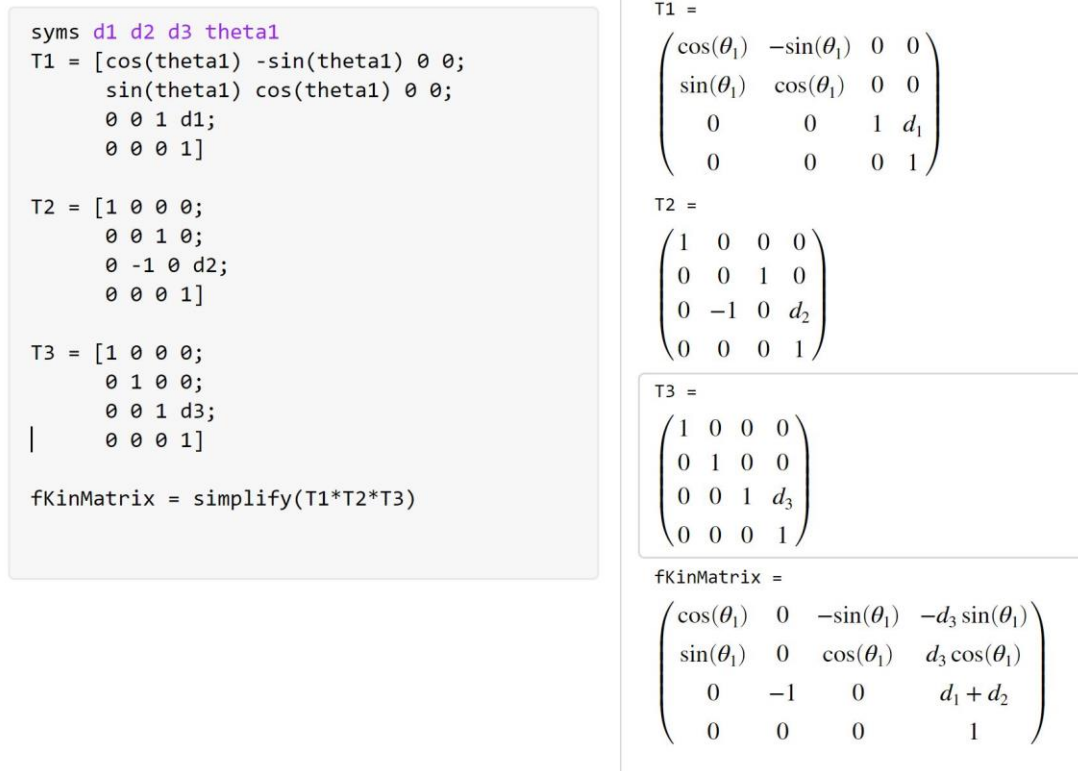 syms d1 d2 d3 theta1
T1 = [cos(theta1) -sin(theta1) 0 0;
sin(theta1) cos(theta1) 0 0;
0 0 1 d1;
0 0 0 1]
T2 = [1 0 0 0;
0 0 1 0;
0 -1 0 d2;
0 0 0 1]
T3 = [1 0 0 0;
0 1 0 0;
0 0 1 d3;
0 0 0 1]
fKinMatrix = simplify(T1*T2*T3)
T1 =
cos(θ₁) −sin(θ₁) 0 0
sin(θ₁) cos(θ₁) 0 0
0 0 1 d₁
0 0 0 1
T2 =
1 0 0 0
0 0 1 0
0 −1 0 d₂
0 0 0 1
T3 =
1 0 0 0
0 1 0 0
0 0 1 d₃
0 0 0 1
fKinMatrix =
cos(θ₁) 0 −sin(θ₁) −d₃ sin(θ₁)
sin(θ₁) 0 cos(θ₁) d₃ cos(θ₁)
0 −1 0 d₁ + d₂
0 0 0 1